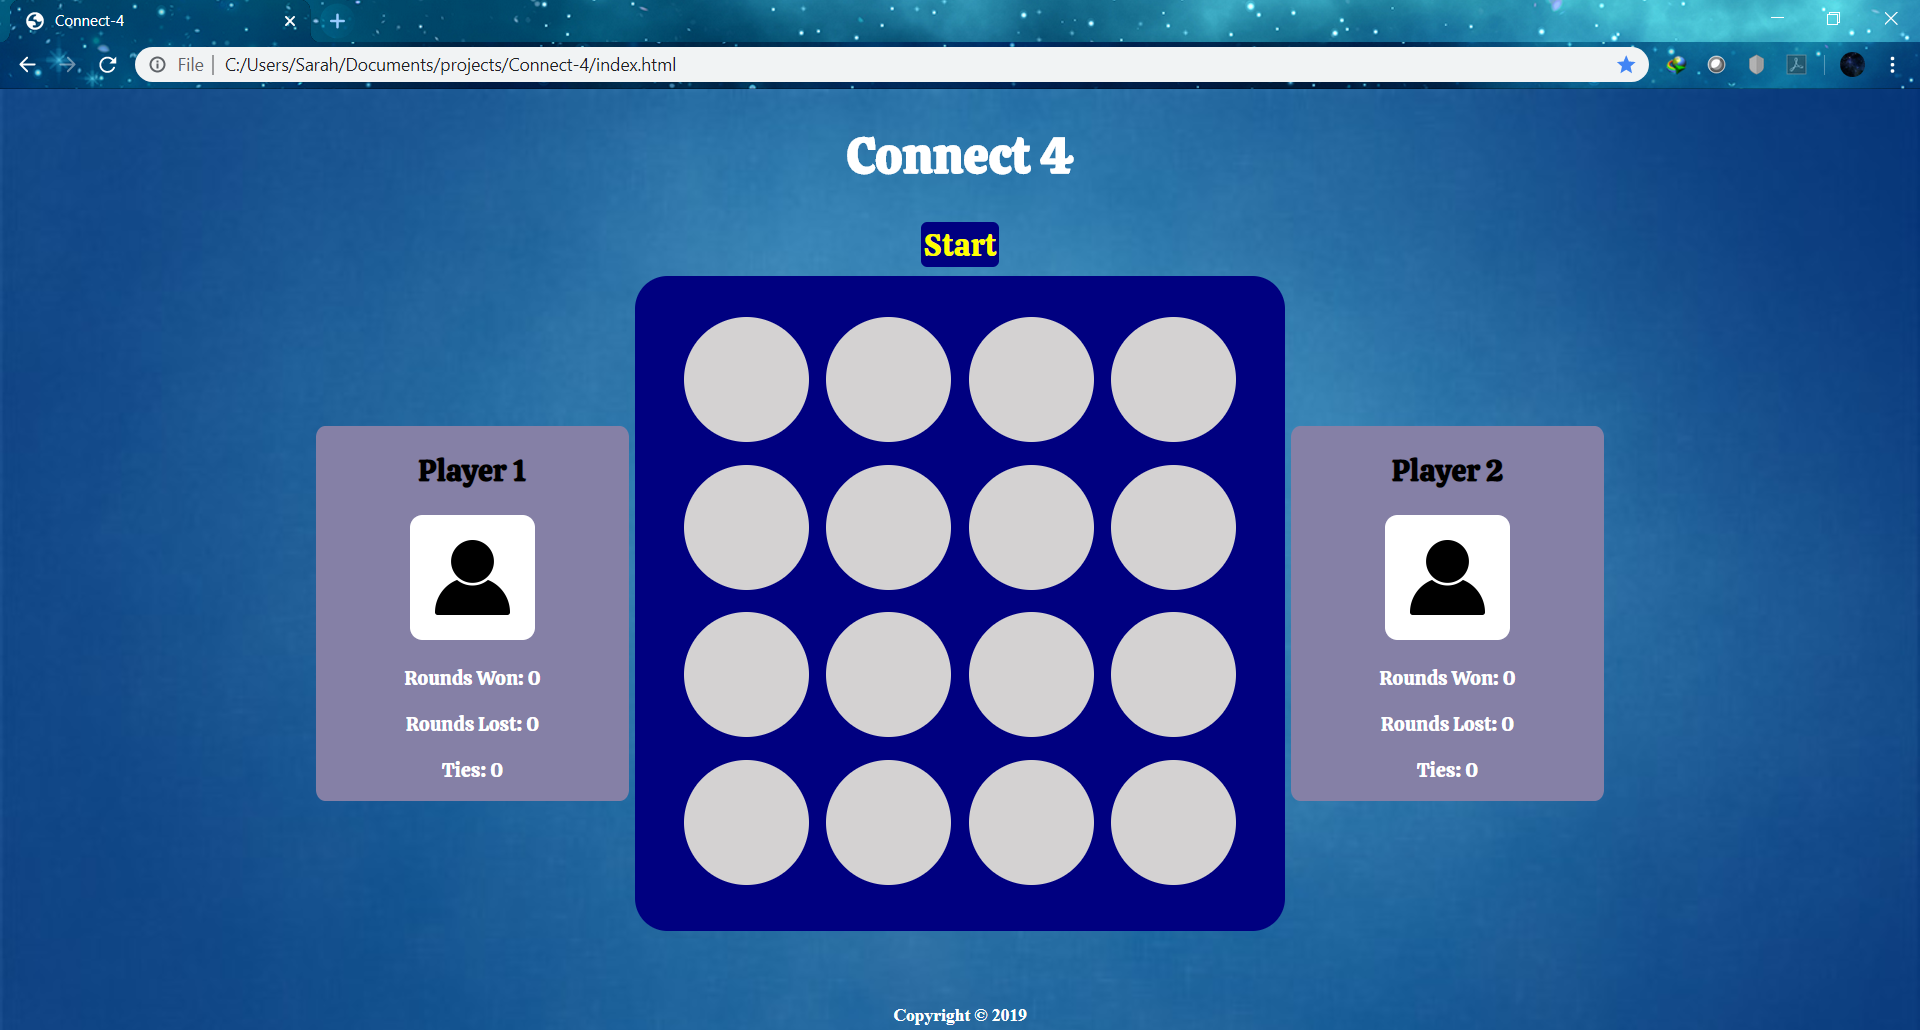 Connect-4
File C:/Users/Sarah/Documents/projects/Connect-4/index.html
Connect 4
Start
Player 1
Rounds Won: 0
Rounds Lost: 0
Ties: 0
Player 2
Rounds Won: 0
Rounds Lost: 0
Ties: 0
Copyright © 2019